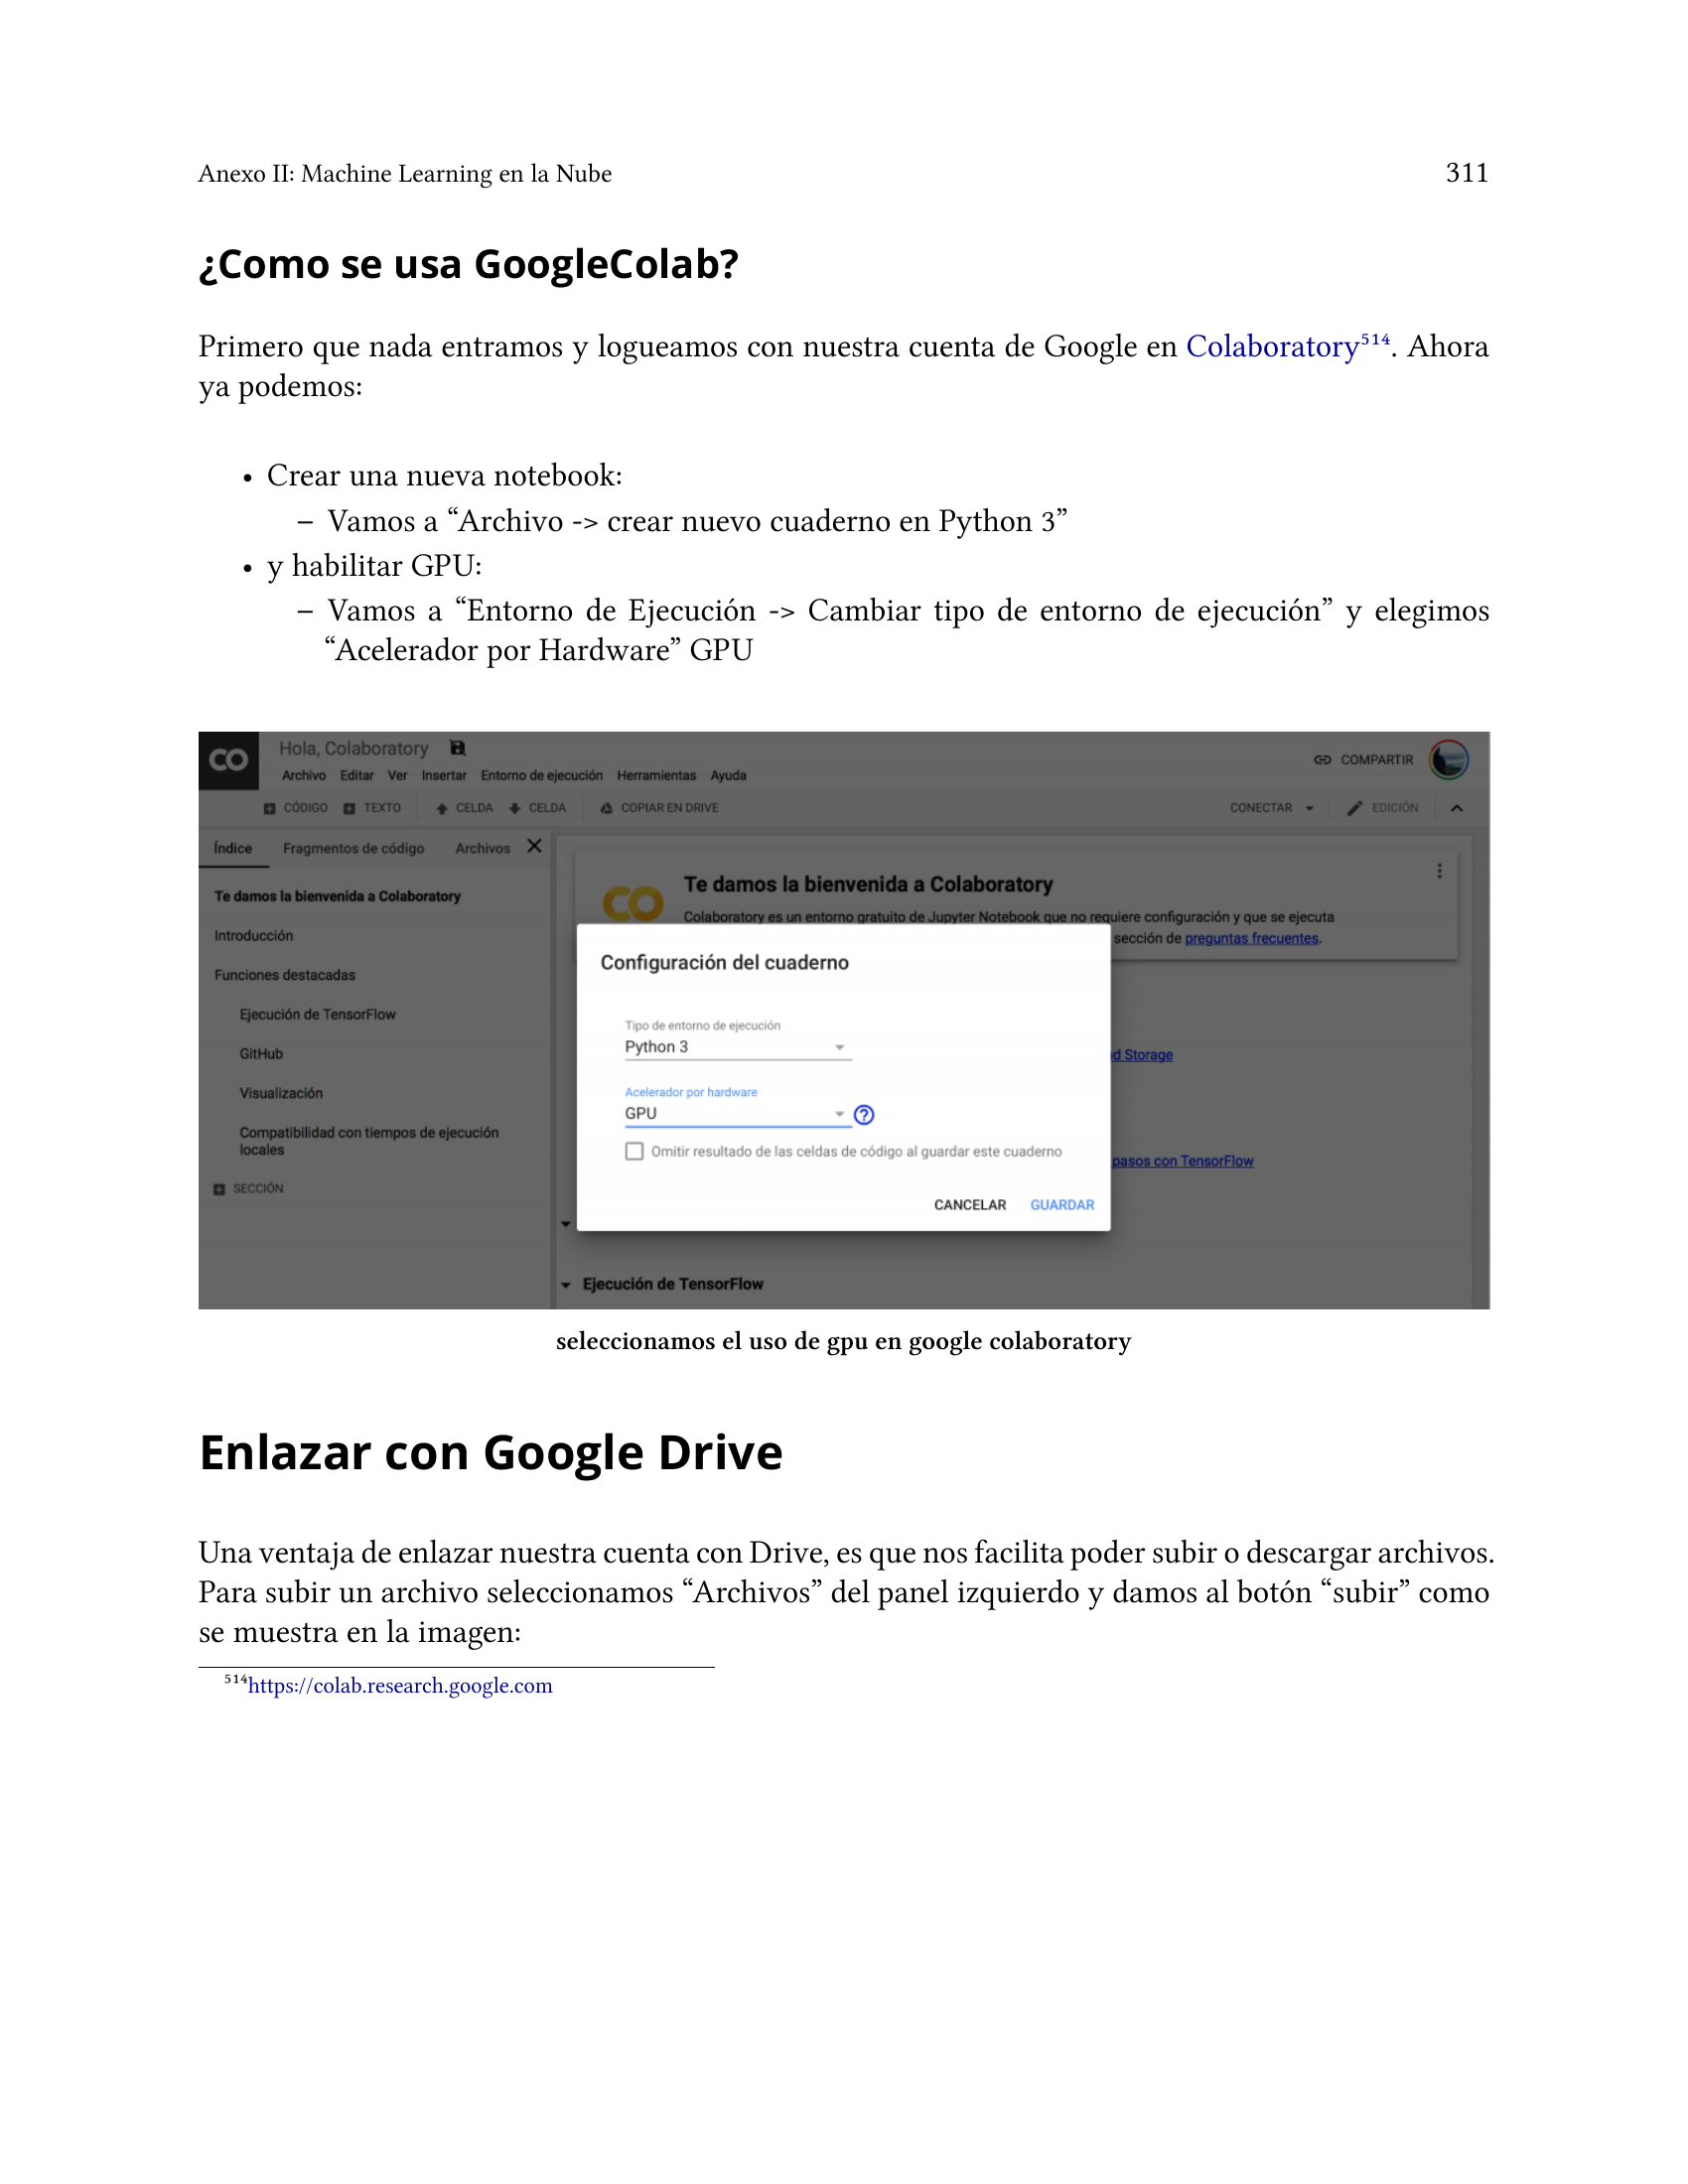 Anexo II: Machine Learning en la Nube 311
¿Como se usa GoogleColab?
Primero que nada entramos y logueamos con nuestra cuenta de Google en Colaboratory⁵¹⁴. Ahora
ya podemos:
• Crear una nueva notebook:
– Vamos a “Archivo -> crear nuevo cuaderno en Python 3”
• y habilitar GPU:
– Vamos a “Entorno de Ejecución -> Cambiar tipo de entorno de ejecución” y elegimos
“Acelerador por Hardware” GPU
CO
Hola, Colaboratory
Archivo Editar Ver Insertar Entorno de ejecución Herramientas Ayuda
COMPARTIR
CÓDIGO TEXTO CELDA CELDA COPIAR EN DRIVE CONECTAR EDICIÓN
Índice Fragmentos de código Archivos
Te damos la bienvenida a Colaboratory
Introducción
Funciones destacadas
Ejecución de TensorFlow
GitHub
Visualización
Compatibilidad con tiempos de ejecución
locales
SECCIÓN
CO
Te damos la bienvenida a Colaboratory
Colaboratory es un entorno gratuito de Jupyter Notebook que no requiere configuración y que se ejecuta
sección de preguntas frecuentes.
Configuración del cuaderno
Tipo de entorno de ejecución
Python 3
Acelerador por hardware
GPU
Omitir resultado de las celdas de código al guardar este cuaderno
CANCELAR GUARDAR
d Storage
pasos con TensorFlow
Ejecución de TensorFlow
seleccionamos el uso de gpu en google colaboratory
Enlazar con Google Drive
Una ventaja de enlazar nuestra cuenta con Drive, es que nos facilita poder subir o descargar archivos.
Para subir un archivo seleccionamos “Archivos” del panel izquierdo y damos al botón “subir” como
se muestra en la imagen:
⁵¹⁴https://colab.research.google.com